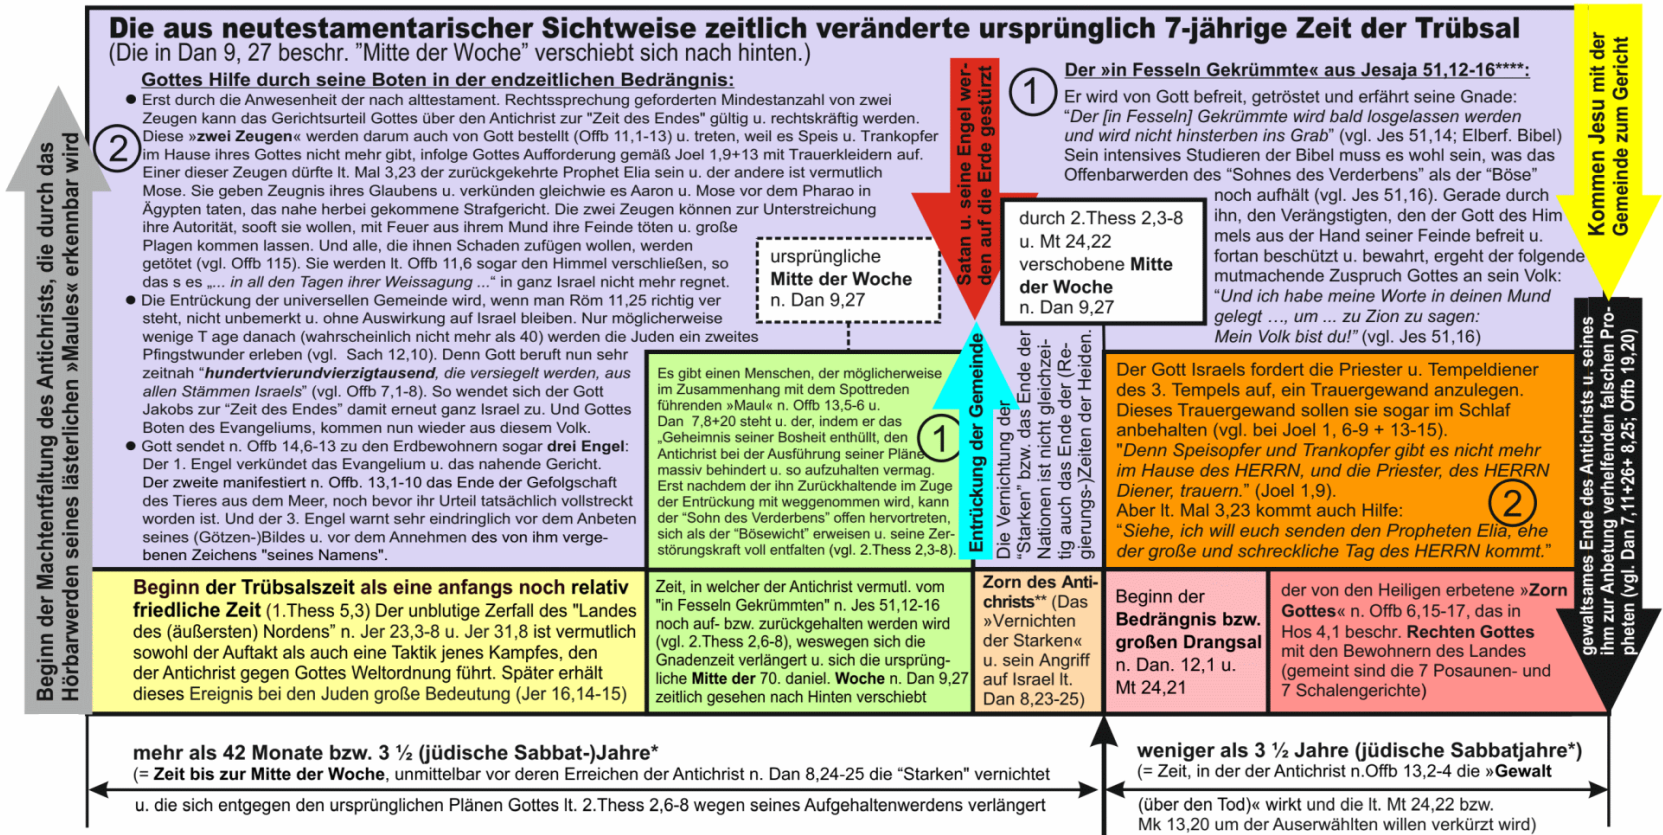 Die aus neutestamentarischer Sichtweise zeitlich veränderte ursprünglich 7-jährige Zeit der Trübsal
(Die in Dan 9, 27 beschr. ”Mitte der Woche” verschiebt sich nach hinten.)
Beginn der Machtentfaltung des Antichrists, die durch das
Hörbarwerden seines lästerlichen »Maules« erkennbar wird
Gottes Hilfe durch seine Boten in der endzeitlichen Bedrängnis:
● Erst durch die Anwesenheit der nach alttestament. Rechtssprechung geforderten Mindestanzahl von zwei
Zeugen kann das Gerichtsurteil Gottes über den Antichrist zur "Zeit des Endes" gültig u. rechtskräftig werden.
Diese »zwei Zeugen« werden darum auch von Gott bestellt (Offb 11,1-13) u. treten, weil es Speis u. Trankopfer
2
im Hause ihres Gottes nicht mehr gibt, infolge Gottes Aufforderung gemäß Joel 1,9+13 mit Trauerkleidern auf.
Einer dieser Zeugen dürfte lt. Mal 3,23 der zurückgekehrte Prophet Elia sein u. der andere ist vermutlich
Mose. Sie geben Zeugnis ihres Glaubens u. verkünden gleichwie es Aaron u. Mose vor dem Pharao in
Ägypten taten, das nahe herbei gekommene Strafgericht. Die zwei Zeugen können zur Unterstreichung
ihre Autorität, sooft sie wollen, mit Feuer aus ihrem Mund ihre Feinde töten u. große
Plagen kommen lassen. Und alle, die ihnen Schaden zufügen wollen, werden
getötet (vgl. Offb 115). Sie werden lt. Offb 11,6 sogar den Himmel verschließen, so
das s es „... in all den Tagen ihrer Weissagung ...“ in ganz Israel nicht mehr regnet.
● Die Entrückung der universellen Gemeinde wird, wenn man Röm 11,25 richtig ver
steht, nicht unbemerkt u. ohne Auswirkung auf Israel bleiben. Nur möglicherweise
wenige T age danach (wahrscheinlich nicht mehr als 40) werden die Juden ein zweites
Pfingstwunder erleben (vgl. Sach 12,10). Denn Gott beruft nun sehr
zeitnah “hundertvierundvierzigtausend, die versiegelt werden, aus
allen Stämmen Israels” (vgl. Offb 7,1-8). So wendet sich der Gott
Jakobs zur “Zeit des Endes” damit erneut ganz Israel zu. Und Gottes
Boten des Evangeliums, kommen nun wieder aus diesem Volk.
● Gott sendet n. Offb 14,6-13 zu den Erdbewohnern sogar drei Engel:
Der 1. Engel verkündet das Evangelium u. das nahende Gericht.
Der zweite manifestiert n. Offb. 13,1-10 das Ende der Gefolgschaft
des Tieres aus dem Meer, noch bevor ihr Urteil tatsächlich vollstreckt
worden ist. Und der 3. Engel warnt sehr eindringlich vor dem Anbeten
seines (Götzen-)Bildes u. vor dem Annehmen des von ihm verge-
benen Zeichens "seines Namens".
ursprüngliche
Mitte der Woche
n. Dan 9,27
Satan u. seine Engel wer-
den auf die Erde gestürzt
1
Der »in Fesseln Gekrümmte« aus Jesaja 51,12-16****:
Er wird von Gott befreit, getröstet und erfährt seine Gnade:
“Der [in Fesseln] Gekrümmte wird bald losgelassen werden
und wird nicht hinsterben ins Grab” (vgl. Jes 51,14; Elberf. Bibel)
Sein intensives Studieren der Bibel muss es wohl sein, was das
Offenbarwerden des “Sohnes des Verderbens” als der “Böse”
noch aufhält (vgl. Jes 51,16). Gerade durch
ihn, den Verängstigten, den der Gott des Him
mels aus der Hand seiner Feinde befreit u.
fortan beschützt u. bewahrt, ergeht der folgende
mutmachende Zuspruch Gottes an sein Volk:
“Und ich habe meine Worte in deinen Mund
gelegt …, um ... zu Zion zu sagen:
Mein Volk bist du!” (vgl. Jes 51,16)
durch 2.Thess 2,3-8
u. Mt 24,22
verschobene Mitte
der Woche
n. Dan 9,27
Kommen Jesu mit der
Gemeinde zum Gericht
Es gibt einen Menschen, der möglicherweise
im Zusammenhang mit dem Spottreden
führenden »Maul« n. Offb 13,5-6 u.
Dan 7,8+20 steht u. der, indem er das
„Geheimnis seiner Bosheit enthüllt, den
Antichrist bei der Ausführung seiner Pläne
massiv behindert u. so aufzuhalten vermag.
Erst nachdem der ihn Zurückhaltende im Zuge
der Entrückung mit weggenommen wird, kann
der “Sohn des Verderbens” offen hervortreten,
sich als der “Bösewicht” erweisen u. seine Zer-
störungskraft voll entfalten (vgl. 2.Thess 2,3-8).
1
Entrückung der Gemeinde
Die Vernichtung der
“Starken” bzw. das Ende der
Nationen ist nicht gleichzei-
tig auch das Ende der (Re-
gierungs-)Zeiten der Heiden.
Der Gott Israels fordert die Priester u. Tempeldiener
des 3. Tempels auf, ein Trauergewand anzulegen.
Dieses Trauergewand sollen sie sogar im Schlaf
anbehalten (vgl. bei Joel 1, 6-9 + 13-15).
"Denn Speisopfer und Trankopfer gibt es nicht mehr
im Hause des HERRN, und die Priester, des HERRN
Diener, trauern.” (Joel 1,9).
Aber lt. Mal 3,23 kommt auch Hilfe:
2
“Siehe, ich will euch senden den Propheten Elia, ehe
der große und schreckliche Tag des HERRN kommt.”
gewaltsames Ende des Antichrists u. seines
ihm zur Anbetung verhelfenden falschen Pro-
pheten (vgl. Dan 7,11+26+ 8,25; Offb 19,20)
Beginn der Trübsalszeit als eine anfangs noch relativ
friedliche Zeit (1.Thess 5,3) Der unblutige Zerfall des "Landes
des (äußersten) Nordens” n. Jer 23,3-8 u. Jer 31,8 ist vermutlich
sowohl der Auftakt als auch eine Taktik jenes Kampfes, den
der Antichrist gegen Gottes Weltordnung führt. Später erhält
dieses Ereignis bei den Juden große Bedeutung (Jer 16,14-15)
Zeit, in welcher der Antichrist vermutl. vom
"in Fesseln Gekrümmten" n. Jes 51,12-16
noch auf- bzw. zurückgehalten werden wird
(vgl. 2.Thess 2,6-8), weswegen sich die
Gnadenzeit verlängert u. sich die ursprüng-
liche Mitte der 70. daniel. Woche n. Dan 9,27
zeitlich gesehen nach Hinten verschiebt
Zorn des Anti-
christs** (Das
»Vernichten
der Starken«
u. sein Angriff
auf Israel lt.
Dan 8,23-25)
Beginn der
Bedrängnis bzw.
großen Drangsal
n. Dan. 12,1 u.
Mt 24,21
der von den Heiligen erbetene »Zorn
Gottes« n. Offb 6,15-17, das in
Hos 4,1 beschr. Rechten Gottes
mit den Bewohnern des Landes
(gemeint sind die 7 Posaunen- und
7 Schalengerichte)
mehr als 42 Monate bzw. 3 ½ (jüdische Sabbat-)Jahre*
(= Zeit bis zur Mitte der Woche, unmittelbar vor deren Erreichen der Antichrist n. Dan 8,24-25 die “Starken" vernichtet
u. die sich entgegen den ursprünglichen Plänen Gottes lt. 2.Thess 2,6-8 wegen seines Aufgehaltenwerdens verlängert
weniger als 3 ½ Jahre (jüdische Sabbatjahre*)
(= Zeit, in der der Antichrist n.Offb 13,2-4 die »Gewalt
(über den Tod)« wirkt und die lt. Mt 24,22 bzw.
Mk 13,20 um der Auserwählten willen verkürzt wird)